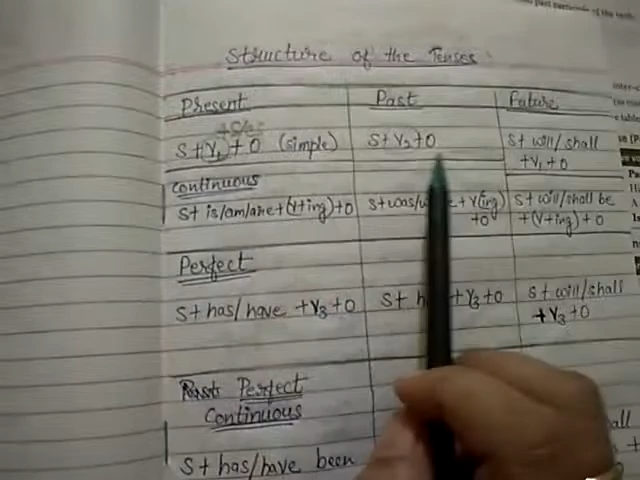 Structure of the Tenses
Present Past Future
+s/es
S+V1+O (simple) S+V2+O S+will/shall
+V1+O
Continuous
S+is/am/are+(V+ing)+O S+was/ +V(ing) S+will/shall be
+O +(V+ing)+O
Perfect
S+has/have +V3+O S+ +V3+O S+will/shall
+V3+O
Perfect
Continuous
S+has/have been